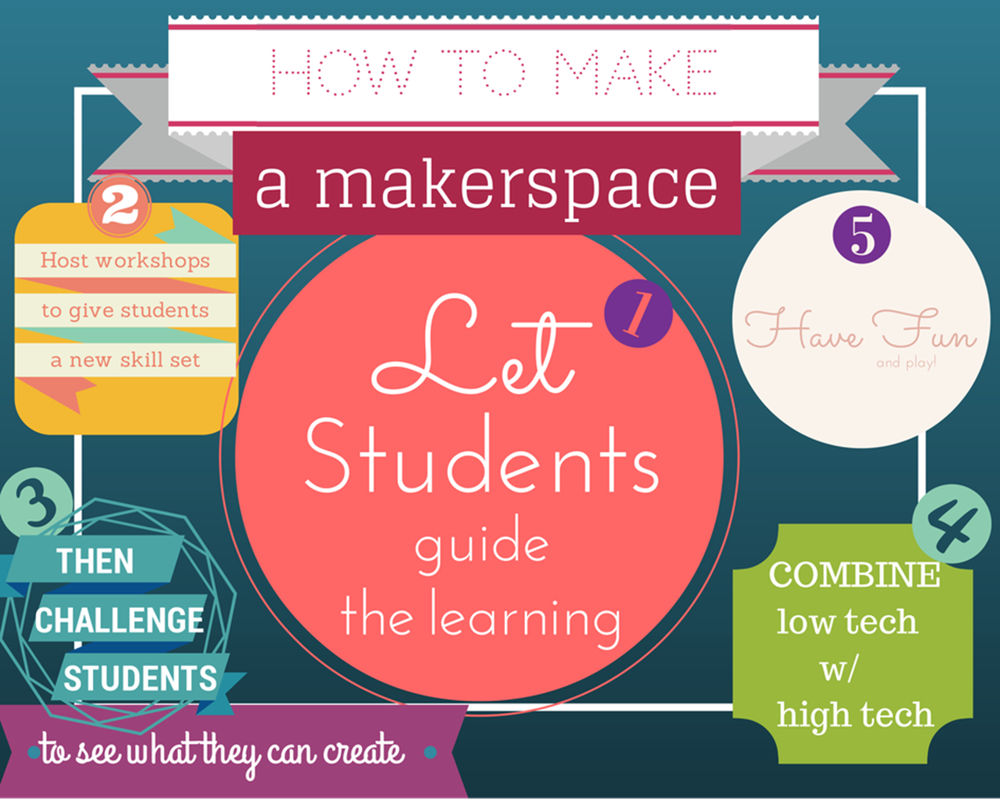 HOW TO MAKE
a makerspace
1
Let
Students
guide
the learning
2
Host workshops
to give students
a new skill set
3
THEN
CHALLENGE
STUDENTS
to see what they can create
4
COMBINE
low tech
w/
high tech
5
Have Fun
and play!